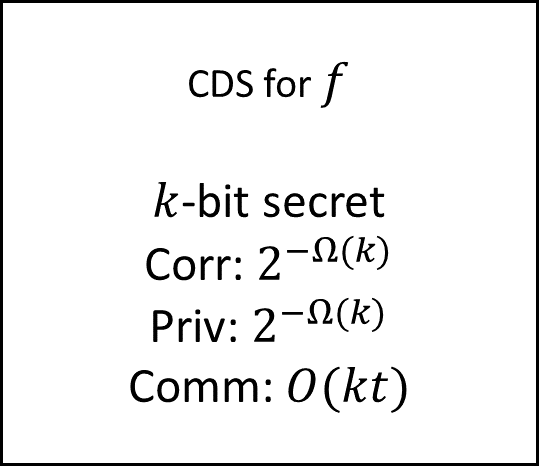 CDS for 𝑓
𝑘-bit secret
Corr: 2^{−Ω(𝑘)}
Priv: 2^{−Ω(𝑘)}
Comm: 𝑂(𝑘𝑡)